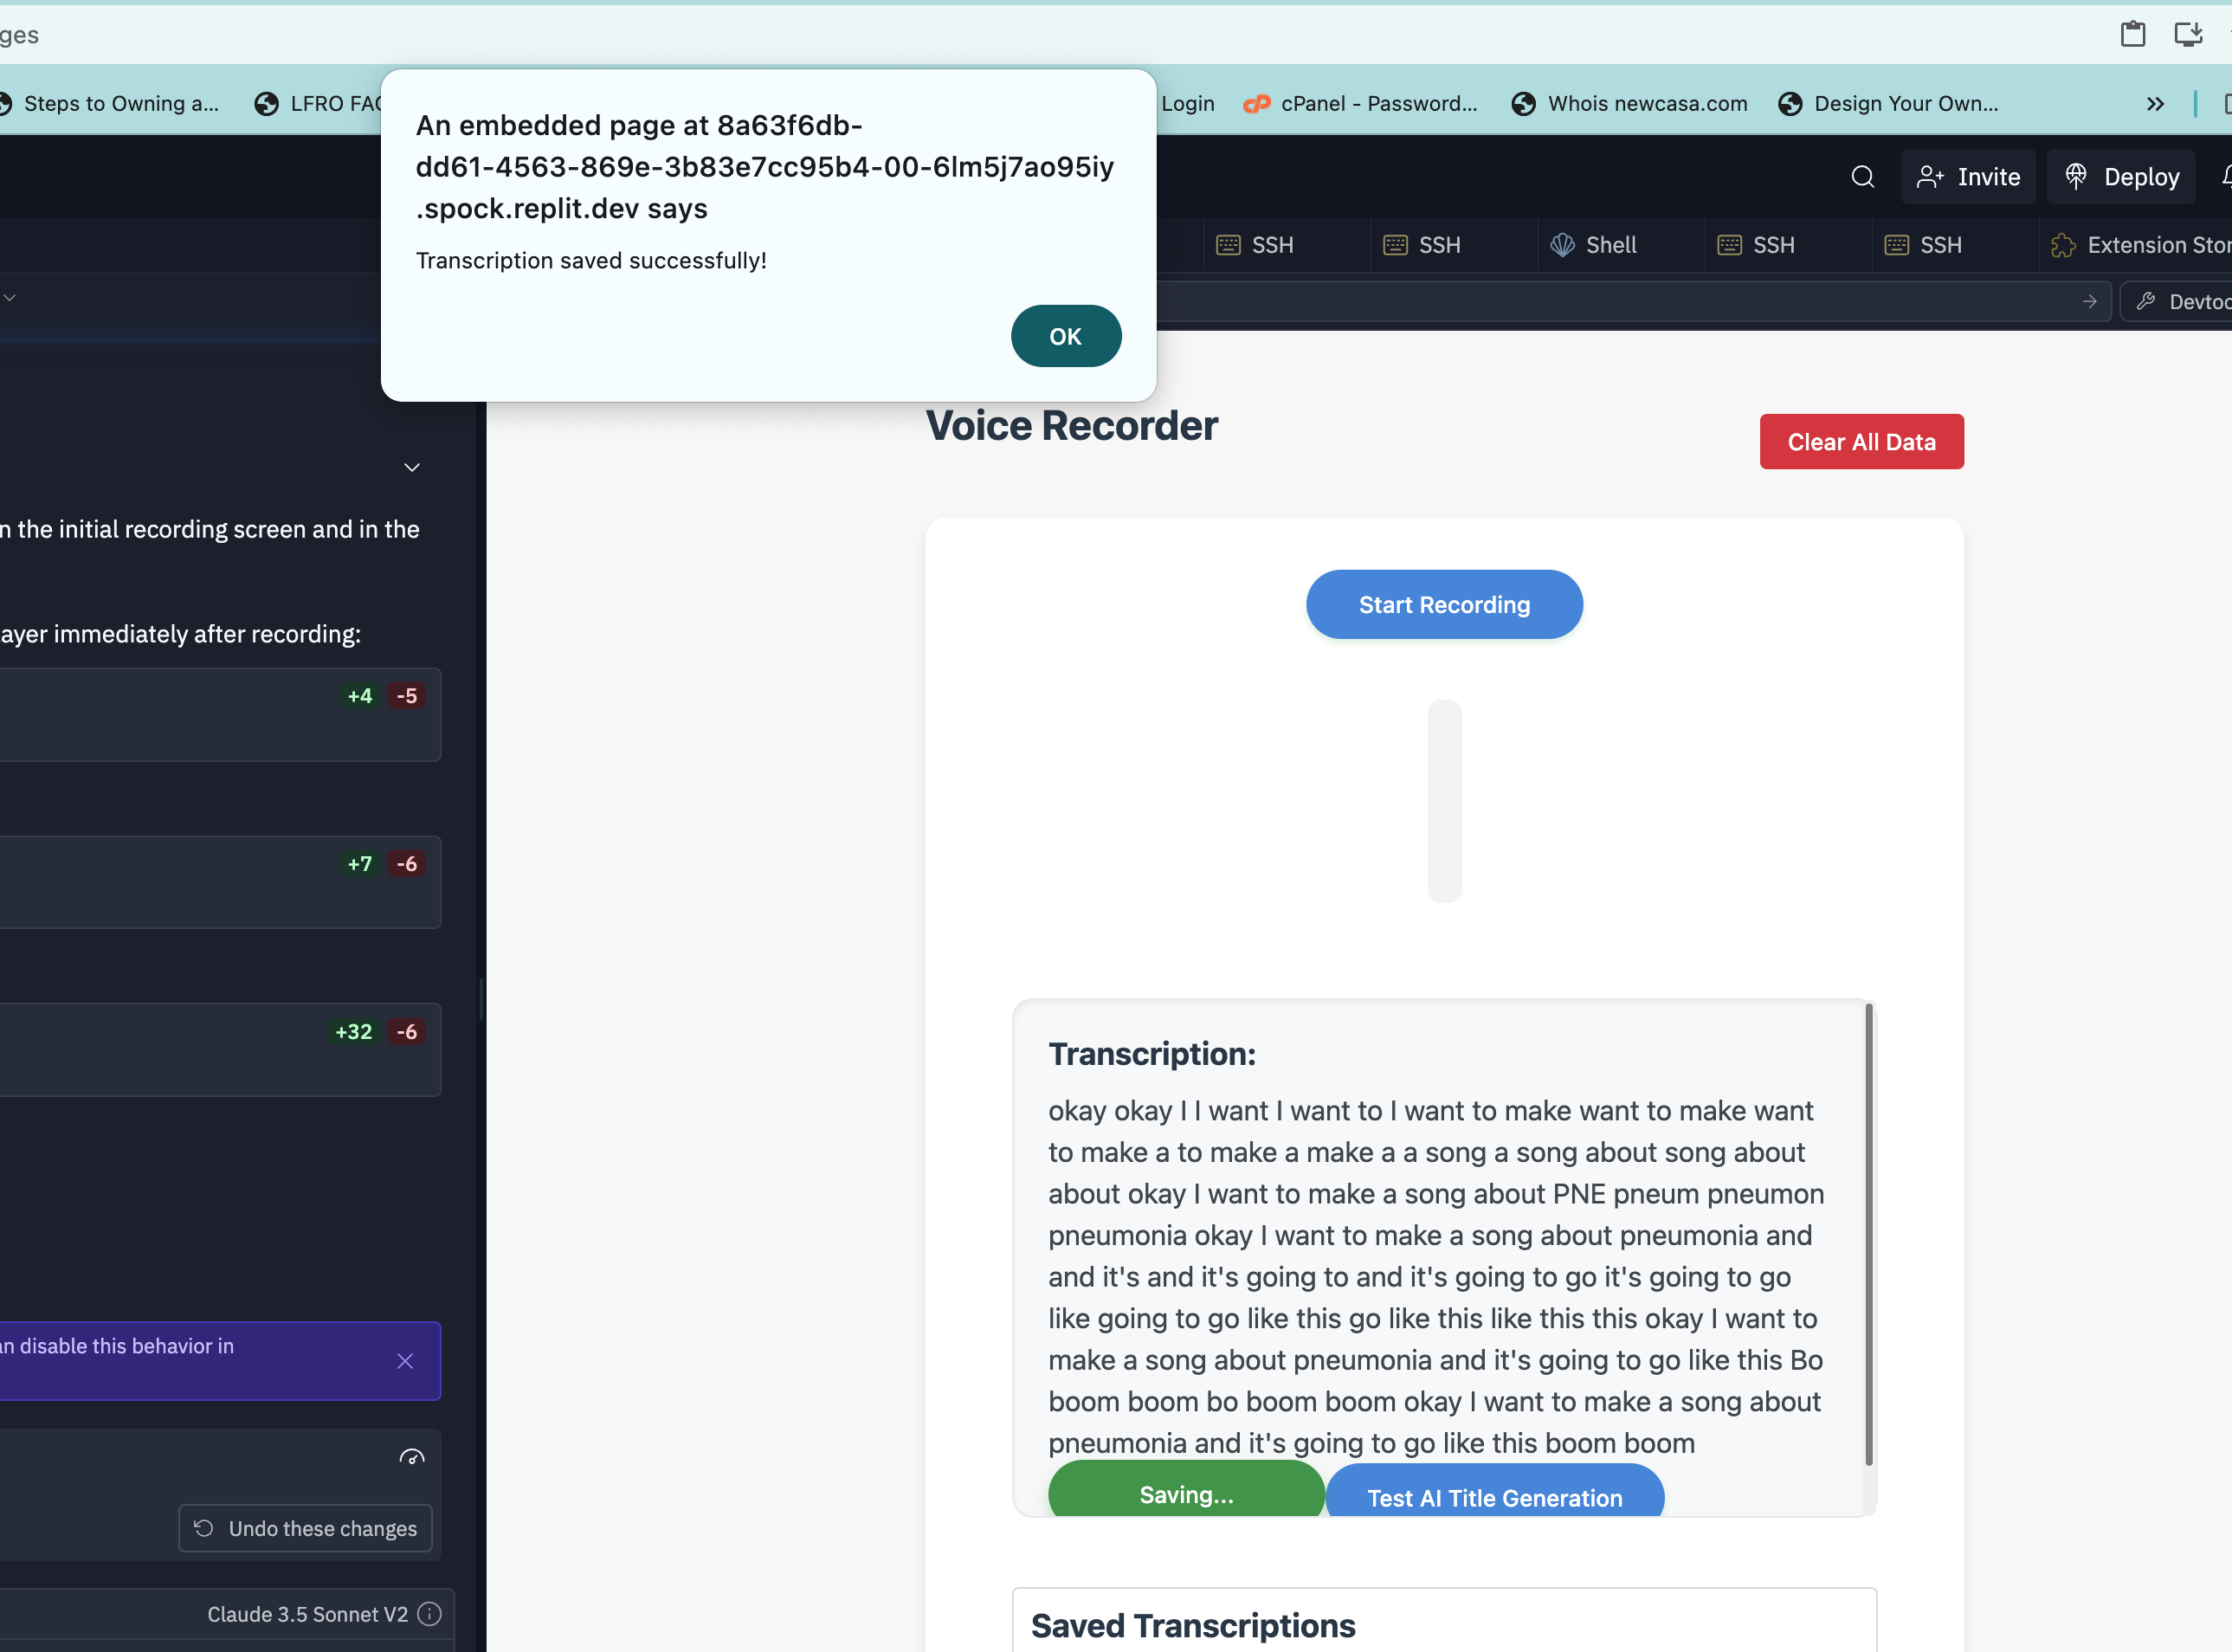 ges
Steps to Owning a...
LFRO FAQ
Login
cPanel - Password...
Whois newcasa.com
Design Your Own...
An embedded page at 8a63f6db-
dd61-4563-869e-3b83e7cc95b4-00-6lm5j7ao95iy
.spock.replit.dev says
Transcription saved successfully!
OK
Invite
Deploy
SSH
SSH
Shell
SSH
SSH
Extension Stor
Devtoo
n the initial recording screen and in the
ayer immediately after recording:
+4 -5
+7 -6
+32 -6
an disable this behavior in
Undo these changes
Claude 3.5 Sonnet V2
Voice Recorder
Clear All Data
Start Recording
Transcription:
okay okay I I want I want to I want to make want to make want
to make a to make a make a a song a song about song about
about okay I want to make a song about PNE pneum pneumon
pneumonia okay I want to make a song about pneumonia and
and it's and it's going to and it's going to go it's going to go
like going to go like this go like this like this this okay I want to
make a song about pneumonia and it's going to go like this Bo
boom boom bo boom boom okay I want to make a song about
pneumonia and it's going to go like this boom boom
Saving...
Test AI Title Generation
Saved Transcriptions